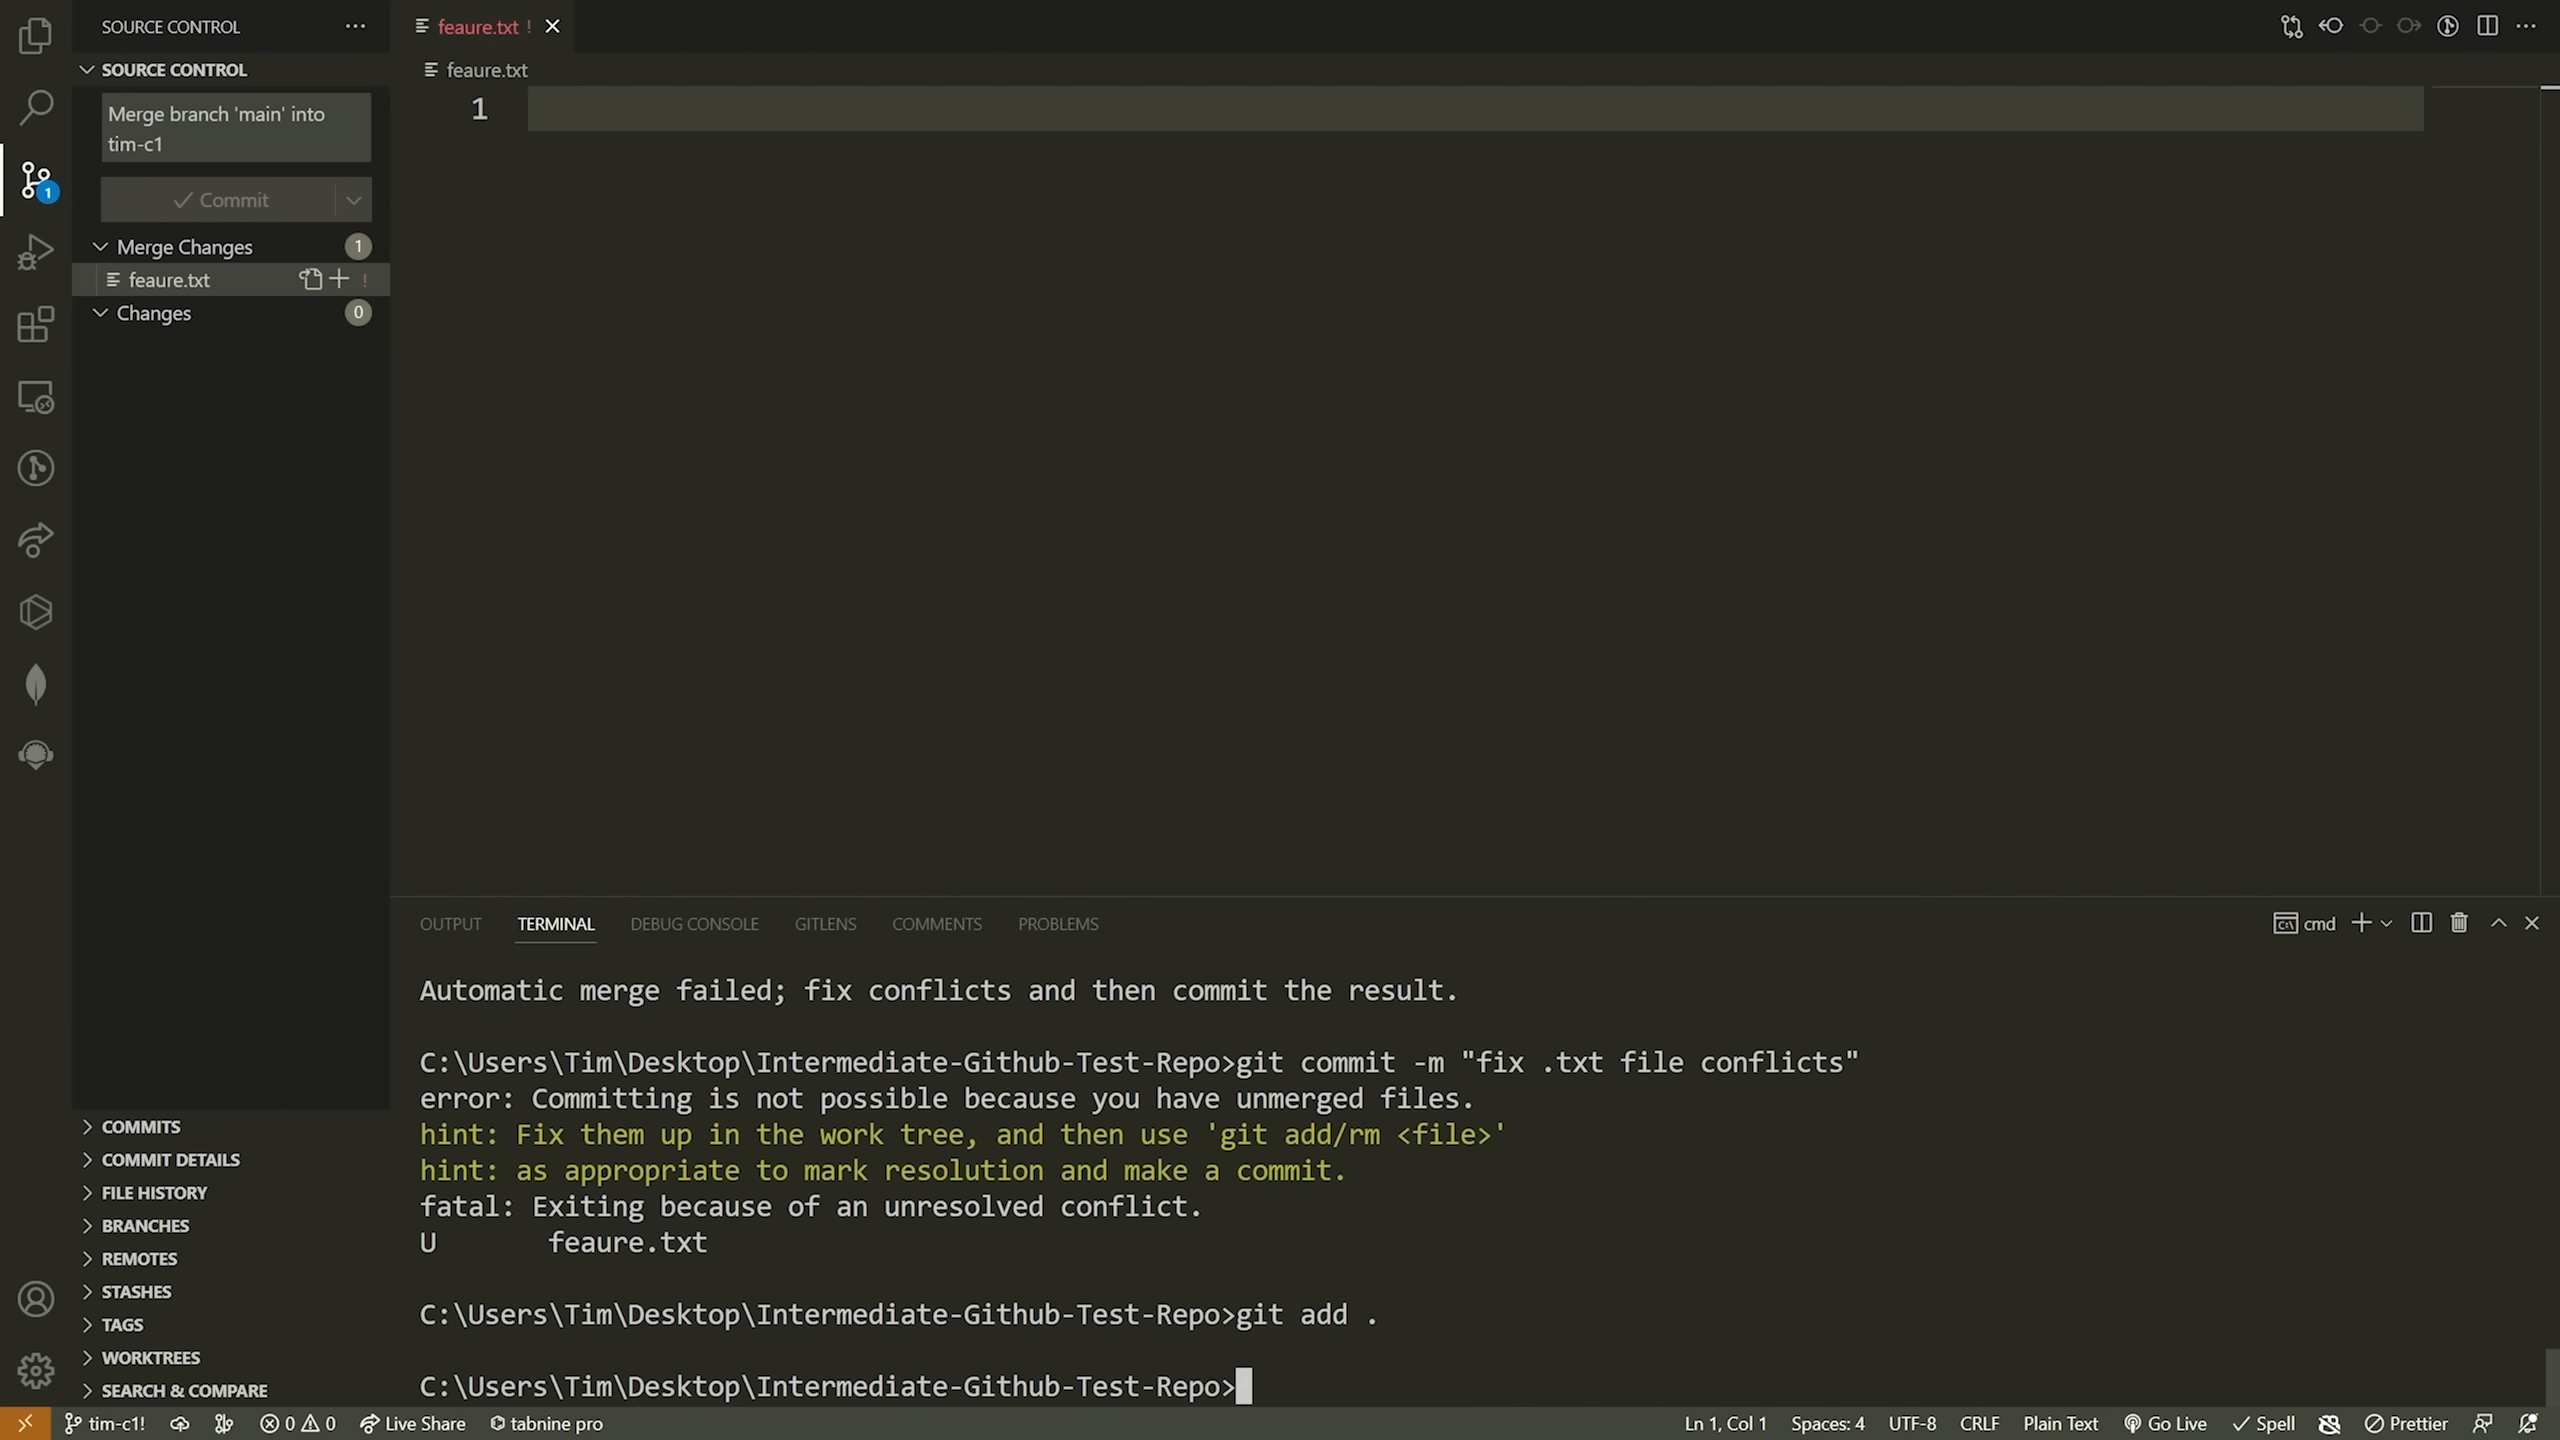 SOURCE CONTROL
feaure.txt !
SOURCE CONTROL
feaure.txt
Merge branch 'main' into
tim-c1
1
1
Commit
Merge Changes 1
feaure.txt !
Changes 0
OUTPUT TERMINAL DEBUG CONSOLE GITLENS COMMENTS PROBLEMS cmd
Automatic merge failed; fix conflicts and then commit the result.
C:\Users\Tim\Desktop\Intermediate-Github-Test-Repo>git commit -m "fix .txt file conflicts"
error: Committing is not possible because you have unmerged files.
hint: Fix them up in the work tree, and then use 'git add/rm <file>'
hint: as appropriate to mark resolution and make a commit.
fatal: Exiting because of an unresolved conflict.
U feaure.txt
C:\Users\Tim\Desktop\Intermediate-Github-Test-Repo>git add .
C:\Users\Tim\Desktop\Intermediate-Github-Test-Repo>
COMMITS
COMMIT DETAILS
FILE HISTORY
BRANCHES
REMOTES
STASHES
TAGS
WORKTREES
SEARCH & COMPARE
tim-c1! 0 0 Live Share tabnine pro Ln 1, Col 1 Spaces: 4 UTF-8 CRLF Plain Text Go Live Spell Prettier